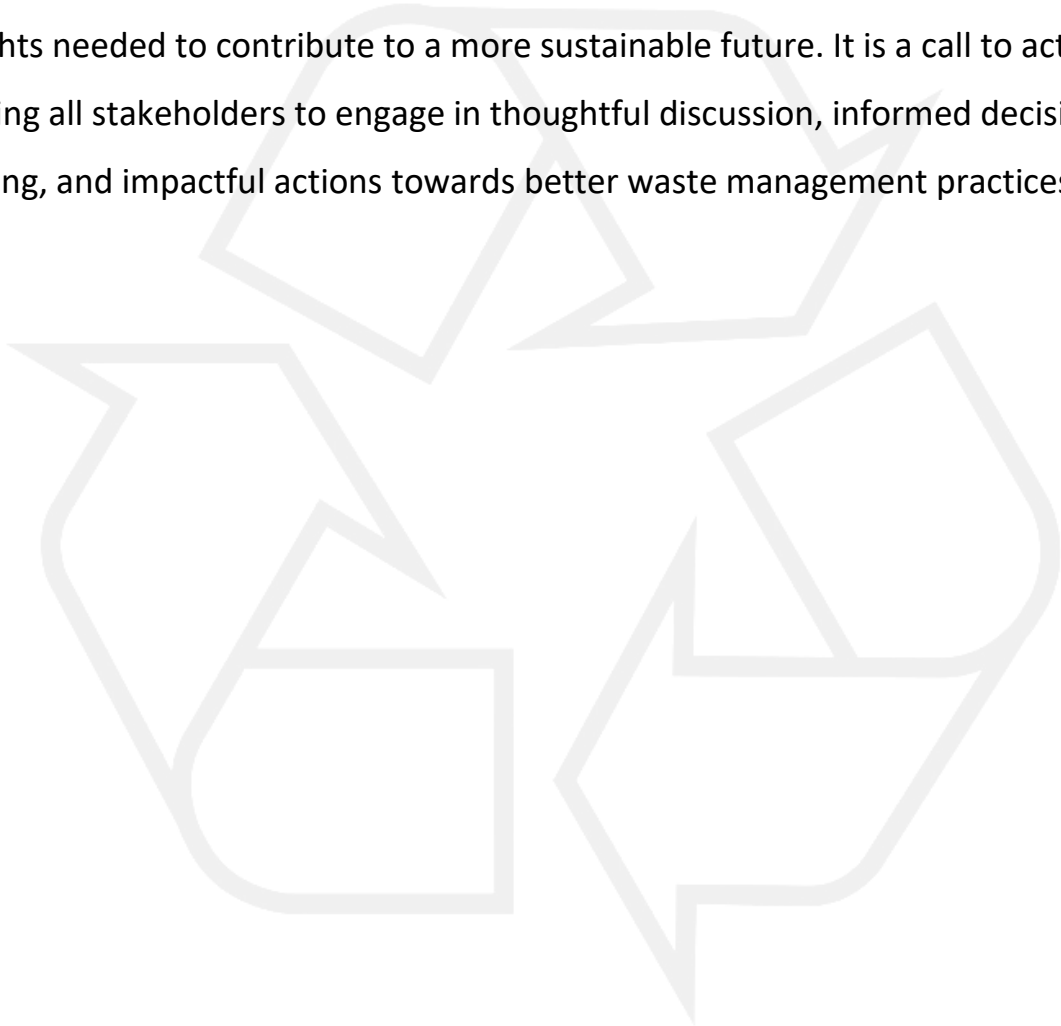 hts needed to contribute to a more sustainable future. It is a call to act
ing all stakeholders to engage in thoughtful discussion, informed decisi
ng, and impactful actions towards better waste management practices